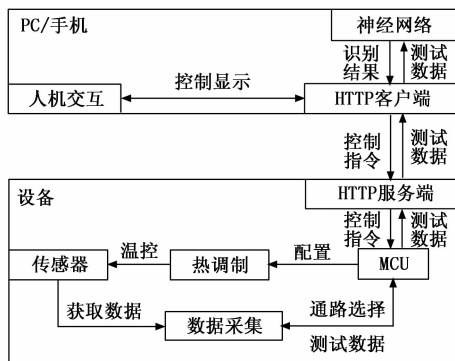 PC/手机
神经网络
识别
结果
测试
数据
控制显示
人机交互
HTTP客户端
控制
指令
测试
数据
设备
HTTP服务端
控制
指令
测试
数据
传感器
温控
热调制
配置
MCU
获取数据
数据采集
通路选择
测试数据